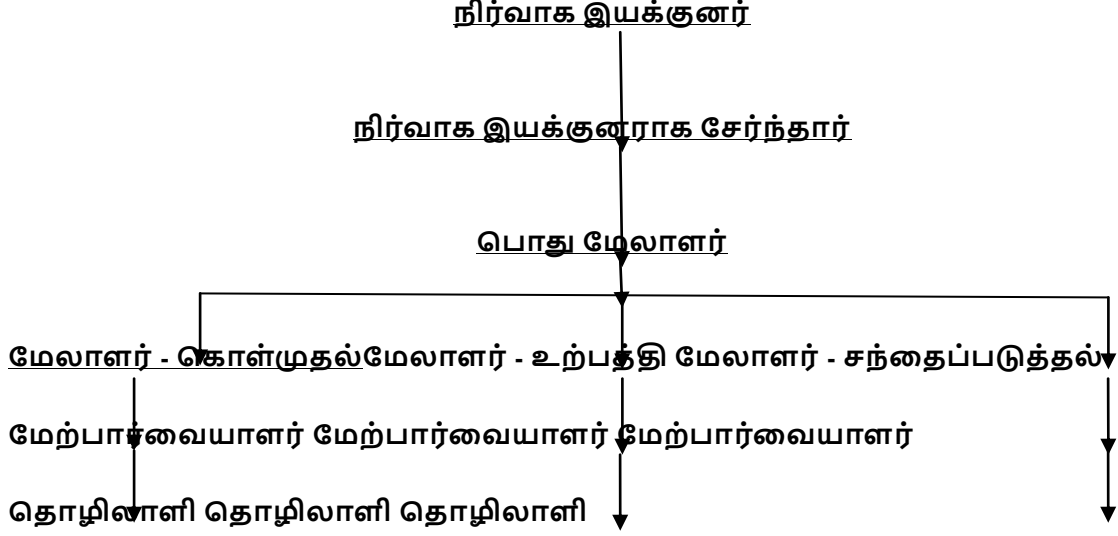 நிர்வாக இயக்குனர்
நிர்வாக இயக்குனராக சேர்ந்தார்
பொது மேலாளர்
மேலாளர் - கொள்முதல்மேலாளர் - உற்பத்தி மேலாளர் - சந்தைப்படுத்தல்
மேற்பார்வையாளர் மேற்பார்வையாளர் மேற்பார்வையாளர்
தொழிலாளி தொழிலாளி தொழிலாளி